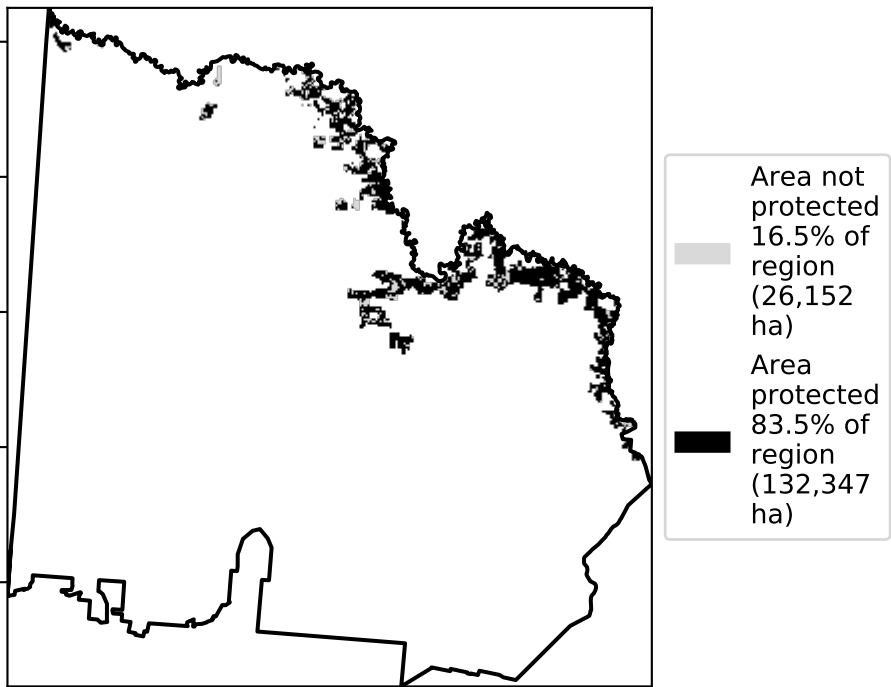 Area not
protected
16.5% of
region
(26,152
ha)
Area
protected
83.5% of
region
(132,347
ha)